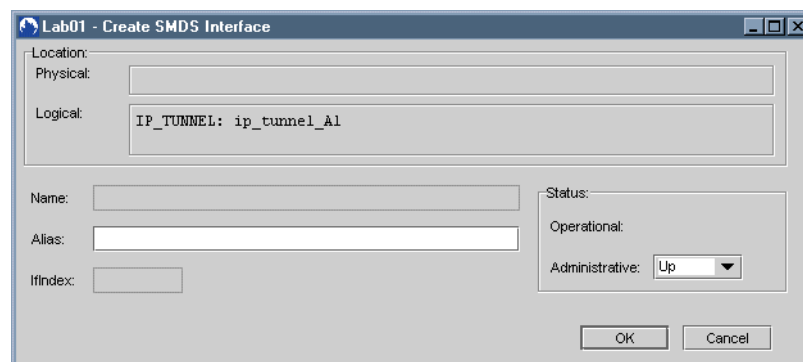 Lab01 - Create SMDS Interface
Location:
Physical:
Logical:
IP_TUNNEL: ip_tunnel_A1
Name:
Status:
Operational:
Alias:
Administrative: Up
IfIndex:
OK Cancel